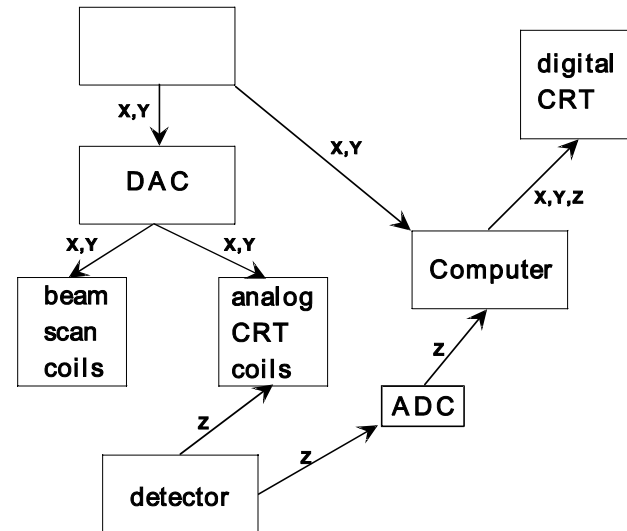 digital
CRT
X,Y
X,Y
DAC
X,Y,Z
X,Y
X,Y
Computer
beam
scan
coils
analog
CRT
coils
Z
ADC
Z
Z
detector